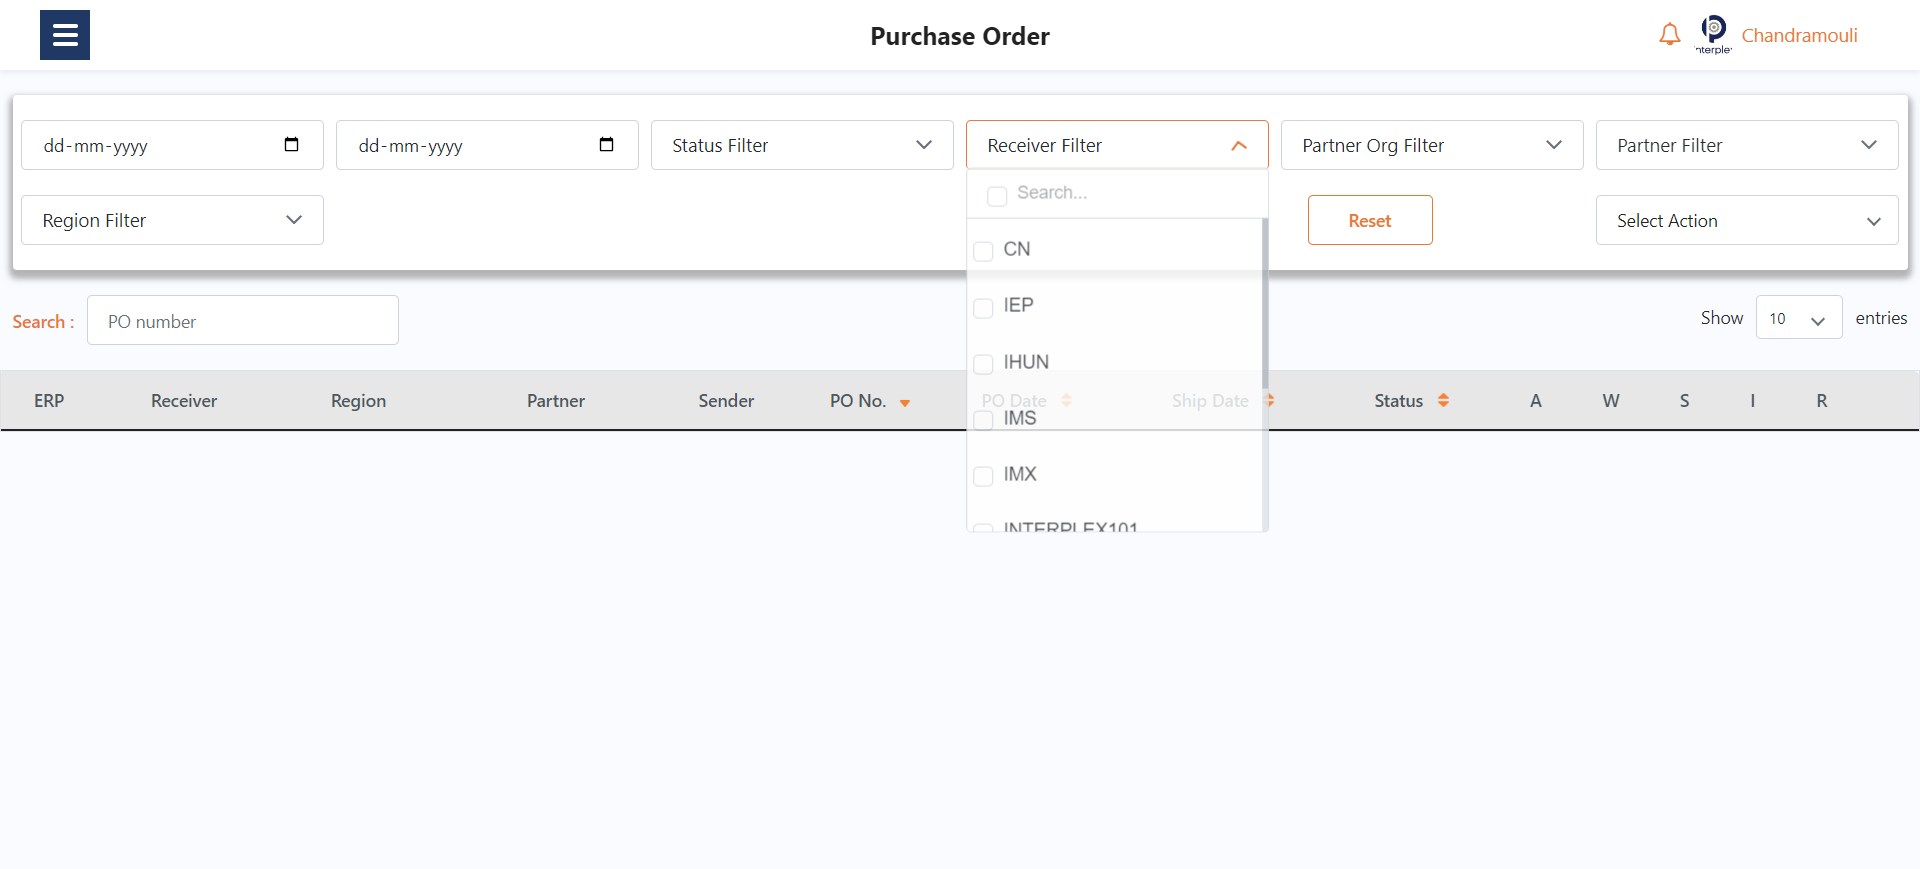 Purchase Order
nterple
Chandramouli
dd-mm-yyyy
dd-mm-yyyy
Status Filter
Receiver Filter
Partner Org Filter
Partner Filter
Region Filter
Search...
Reset
Select Action
CN
IEP
IHUN
IMS
IMX
INTERPLEX101
Search :
PO number
Show 10 entries
ERP Receiver Region Partner Sender PO No. PO Date Ship Date Status A W S I R